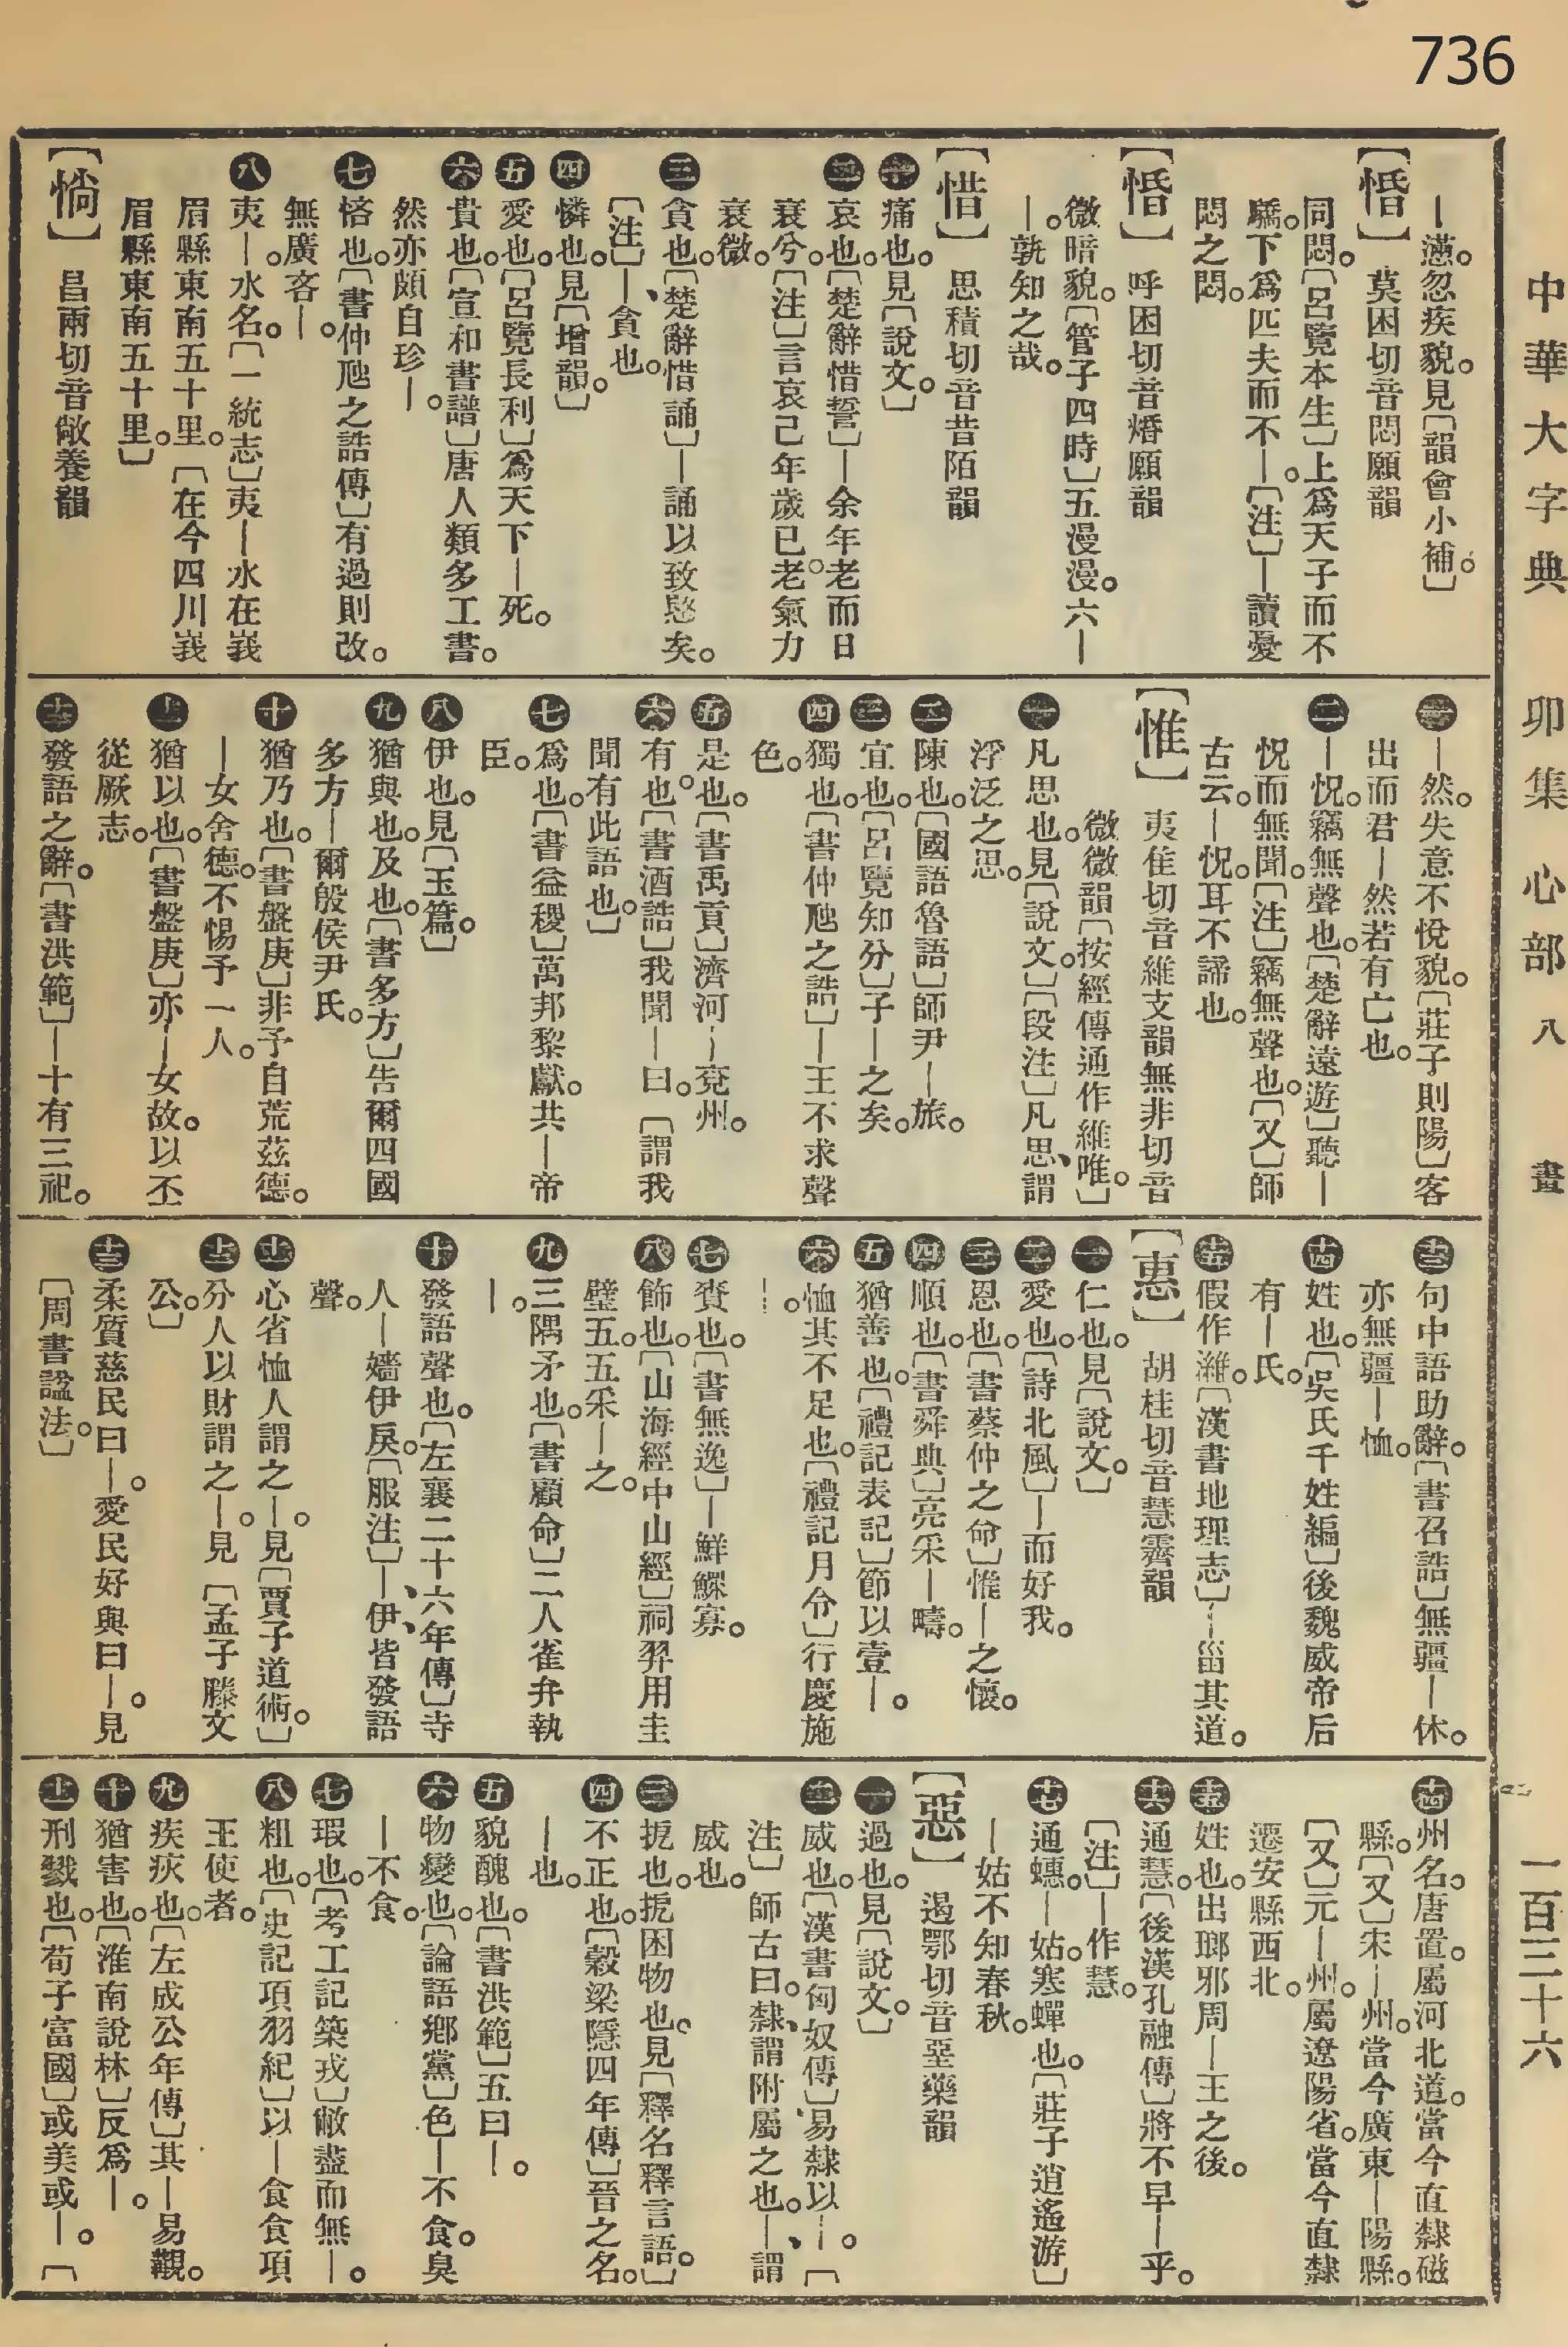 736
中華大字典 卯集 心部 八畫 一百三十六
｜懣。忽疾貌。見〔韻會小補。〕
【惛】 莫困切音悶願韻
同悶。〔呂覽本生〕上爲天子而不
驕。下爲匹夫而不｜。〔注〕｜讀憂
悶之悶。
【惛】 呼困切音㛰願韻
微暗貌。〔管子四時〕五漫漫。六｜
｜。孰知之哉。
【惜】 思積切音昔陌韻
㊀痛也。見〔說文。〕
㊁哀也。〔楚辭惜誓〕｜余年老而日
衰兮。〔注〕言哀己年歲已老。氣力
衰微。
㊂貪也。〔楚辭惜誦〕｜誦以致愍矣。
〔注〕｜、貪也。
㊃憐也。見〔增韻。〕
㊄愛也。〔呂覽長利〕爲天下｜死。
㊅貴也。〔宣和書譜〕唐人類多工書。
然亦頗自珍｜。
㊆悋也。〔書仲虺之誥傳〕有過則改。
無廣吝｜。
㊇夷｜。水名。〔一統志〕夷｜水在峩
眉縣東南五十里。〔在今四川峩
眉縣東南五十里。〕
【惝】 昌兩切音敞養韻
㊀｜然。失意不悅貌。〔莊子則陽〕客
出而君｜然若有亡也。
㊁｜怳。竊無聲也。〔楚辭遠遊〕聽｜
怳而無聞。〔注〕竊無聲也。〔又〕師
古云。｜怳。耳不諦也。
【惟】 夷隹切音維支韻無非切音
微微韻〔按經傳通作維唯。〕
㊀凡思也。見〔說文。〕〔段注〕凡思、謂
浮泛之思。
㊁陳也。〔國語魯語〕師尹｜旅。
㊂宜也。〔呂覽知分〕子｜之矣。
㊃獨也。〔書仲虺之誥〕｜王不求聲
色。
㊄是也。〔書禹貢〕濟河｜兗州。
㊅有也。〔書酒誥〕我聞｜曰。〔謂我
聞有此語也。〕
㊆爲也。〔書益稷〕萬邦黎獻。共｜帝
臣。
㊇伊也。見〔玉篇。〕
㊈猶與也。及也。〔書多方〕告爾四國
多方｜爾殷侯尹氏。
㊉猶乃也。〔書盤庚〕非予自荒茲德。
｜女舍德。不惕予一人。
十一猶以也。〔書盤庚〕亦｜女故。以丕
從厥志。
十二發語之辭。〔書洪範〕｜十有三祀。
十三句中語助辭。〔書召誥〕無疆｜休。
亦無疆｜恤。
十四姓也。〔吳氏千姓編〕後魏威帝后
有｜氏。
十五假作濰。〔漢書地理志〕｜甾其道。
【惠】 胡桂切音慧霽韻
㊀仁也。見〔說文。〕
㊁愛也。〔詩北風〕｜而好我。
㊂恩也。〔書蔡仲之命〕惟｜之懷。
㊃順也。〔書舜典〕亮采｜疇。
㊄猶善也。〔禮記表記〕節以壹｜。
㊅恤其不足也。〔禮記月令〕行慶施
｜。
㊆賚也。〔書無逸〕｜鮮鰥寡。
㊇飾也。〔山海經中山經〕祠羿用圭
璧五。五采｜之。
㊈三隅矛也。〔書顧命〕二人雀弁執
｜。
㊉發語聲也。〔左襄二十六年傳〕寺
人｜嬙伊戾。〔服注〕｜、伊、皆發語
聲。
十一心省恤人謂之｜。見〔賈子道術。〕
十二分人以財謂之｜。見〔孟子滕文
公。〕
十三柔質慈民曰｜。愛民好與曰｜。見
〔周書諡法。〕
十四州名。唐置。屬河北道。當今直隸磁
縣。〔又〕宋｜州。當今廣東｜陽縣。
〔又〕元｜州。屬遼陽省。當今直隸
遷安縣西北。
十五姓也。出瑯邪周｜王之後。
十六通慧。〔後漢孔融傳〕將不早｜乎。
〔注〕｜作慧。
十七通蟪。｜姑。寒蟬也。〔莊子逍遙游〕
｜姑不知春秋。
【惡】 遏鄂切音堊藥韻
㊀過也。見〔說文。〕
㊁威也。〔漢書匈奴傳〕易隸以｜。〔
注〕師古曰。隸、謂附屬之也。｜、謂
威也。
㊂扼也。扼困物也。見〔釋名釋言語。〕
㊃不正也。〔穀梁隱四年傳〕晉之名。
｜也。
㊄貌醜也。〔書洪範〕五曰｜。
㊅物變也。〔論語鄉黨〕色｜不食。臭
｜不食。
㊆瑕也。〔考工記築氏〕敝盡而無｜。
㊇粗也。〔史記項羽紀〕以｜食食項
王使者。
㊈疾疢也。〔左成公年傳〕其｜易覯。
㊉猶害也。〔淮南說林〕反爲｜。
十一刑戮也。〔荀子富國〕或美或｜。〔